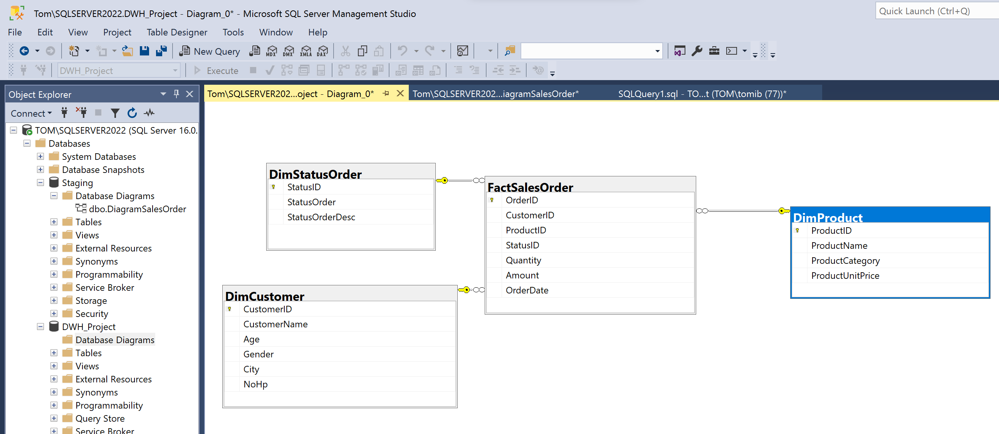 Tom\SQLSERVER2022.DWH_Project - Diagram_0* - Microsoft SQL Server Management Studio
Quick Launch (Ctrl+Q)
File Edit View Project Table Designer Tools Window Help
New Query MDX DMX XMLA DAX
DWH_Project Execute
Object Explorer
Tom\SQLSERVER202...oject - Diagram_0* Tom\SQLSERVER202...iagramSalesOrder* SQLQuery1.sql - TO...t (TOM\tomib (77))*
Connect
TOM\SQLSERVER2022 (SQL Server 16.0.
Databases
System Databases
Database Snapshots
Staging
Database Diagrams
dbo.DiagramSalesOrder
Tables
Views
External Resources
Synonyms
Programmability
Service Broker
Storage
Security
DWH_Project
Database Diagrams
Tables
Views
External Resources
Synonyms
Programmability
Query Store
Service Broker
DimStatusOrder
StatusID
StatusOrder
StatusOrderDesc
FactSalesOrder
OrderID
CustomerID
ProductID
StatusID
Quantity
Amount
OrderDate
DimProduct
ProductID
ProductName
ProductCategory
ProductUnitPrice
DimCustomer
CustomerID
CustomerName
Age
Gender
City
NoHp